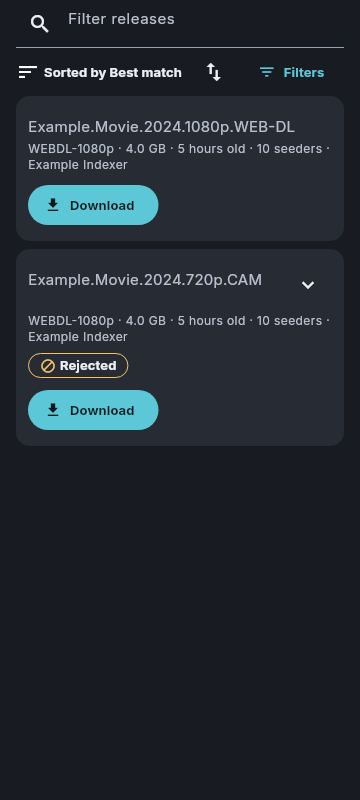 Filter releases
Sorted by Best match
Filters
Example.Movie.2024.1080p.WEB-DL
WEBDL-1080p · 4.0 GB · 5 hours old · 10 seeders ·
Example Indexer
Download
Example.Movie.2024.720p.CAM
WEBDL-1080p · 4.0 GB · 5 hours old · 10 seeders ·
Example Indexer
Rejected
Download